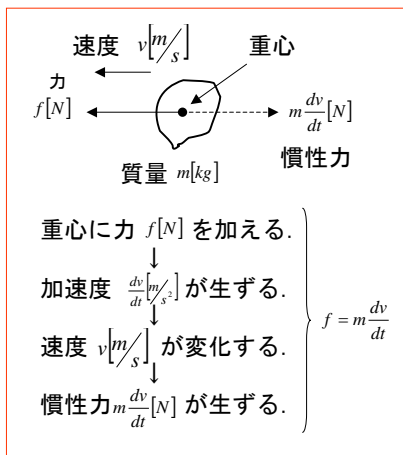 速度 v[m/s]
重心
力
f[N]
m dv/dt [N]
慣性力
質量 m[kg]
重心に力 f[N] を加える.
↓
加速度 dv/dt [m/s²] が生ずる.
↓
速度 v[m/s] が変化する.
↓
慣性力 m dv/dt [N] が生ずる.
f = m dv/dt